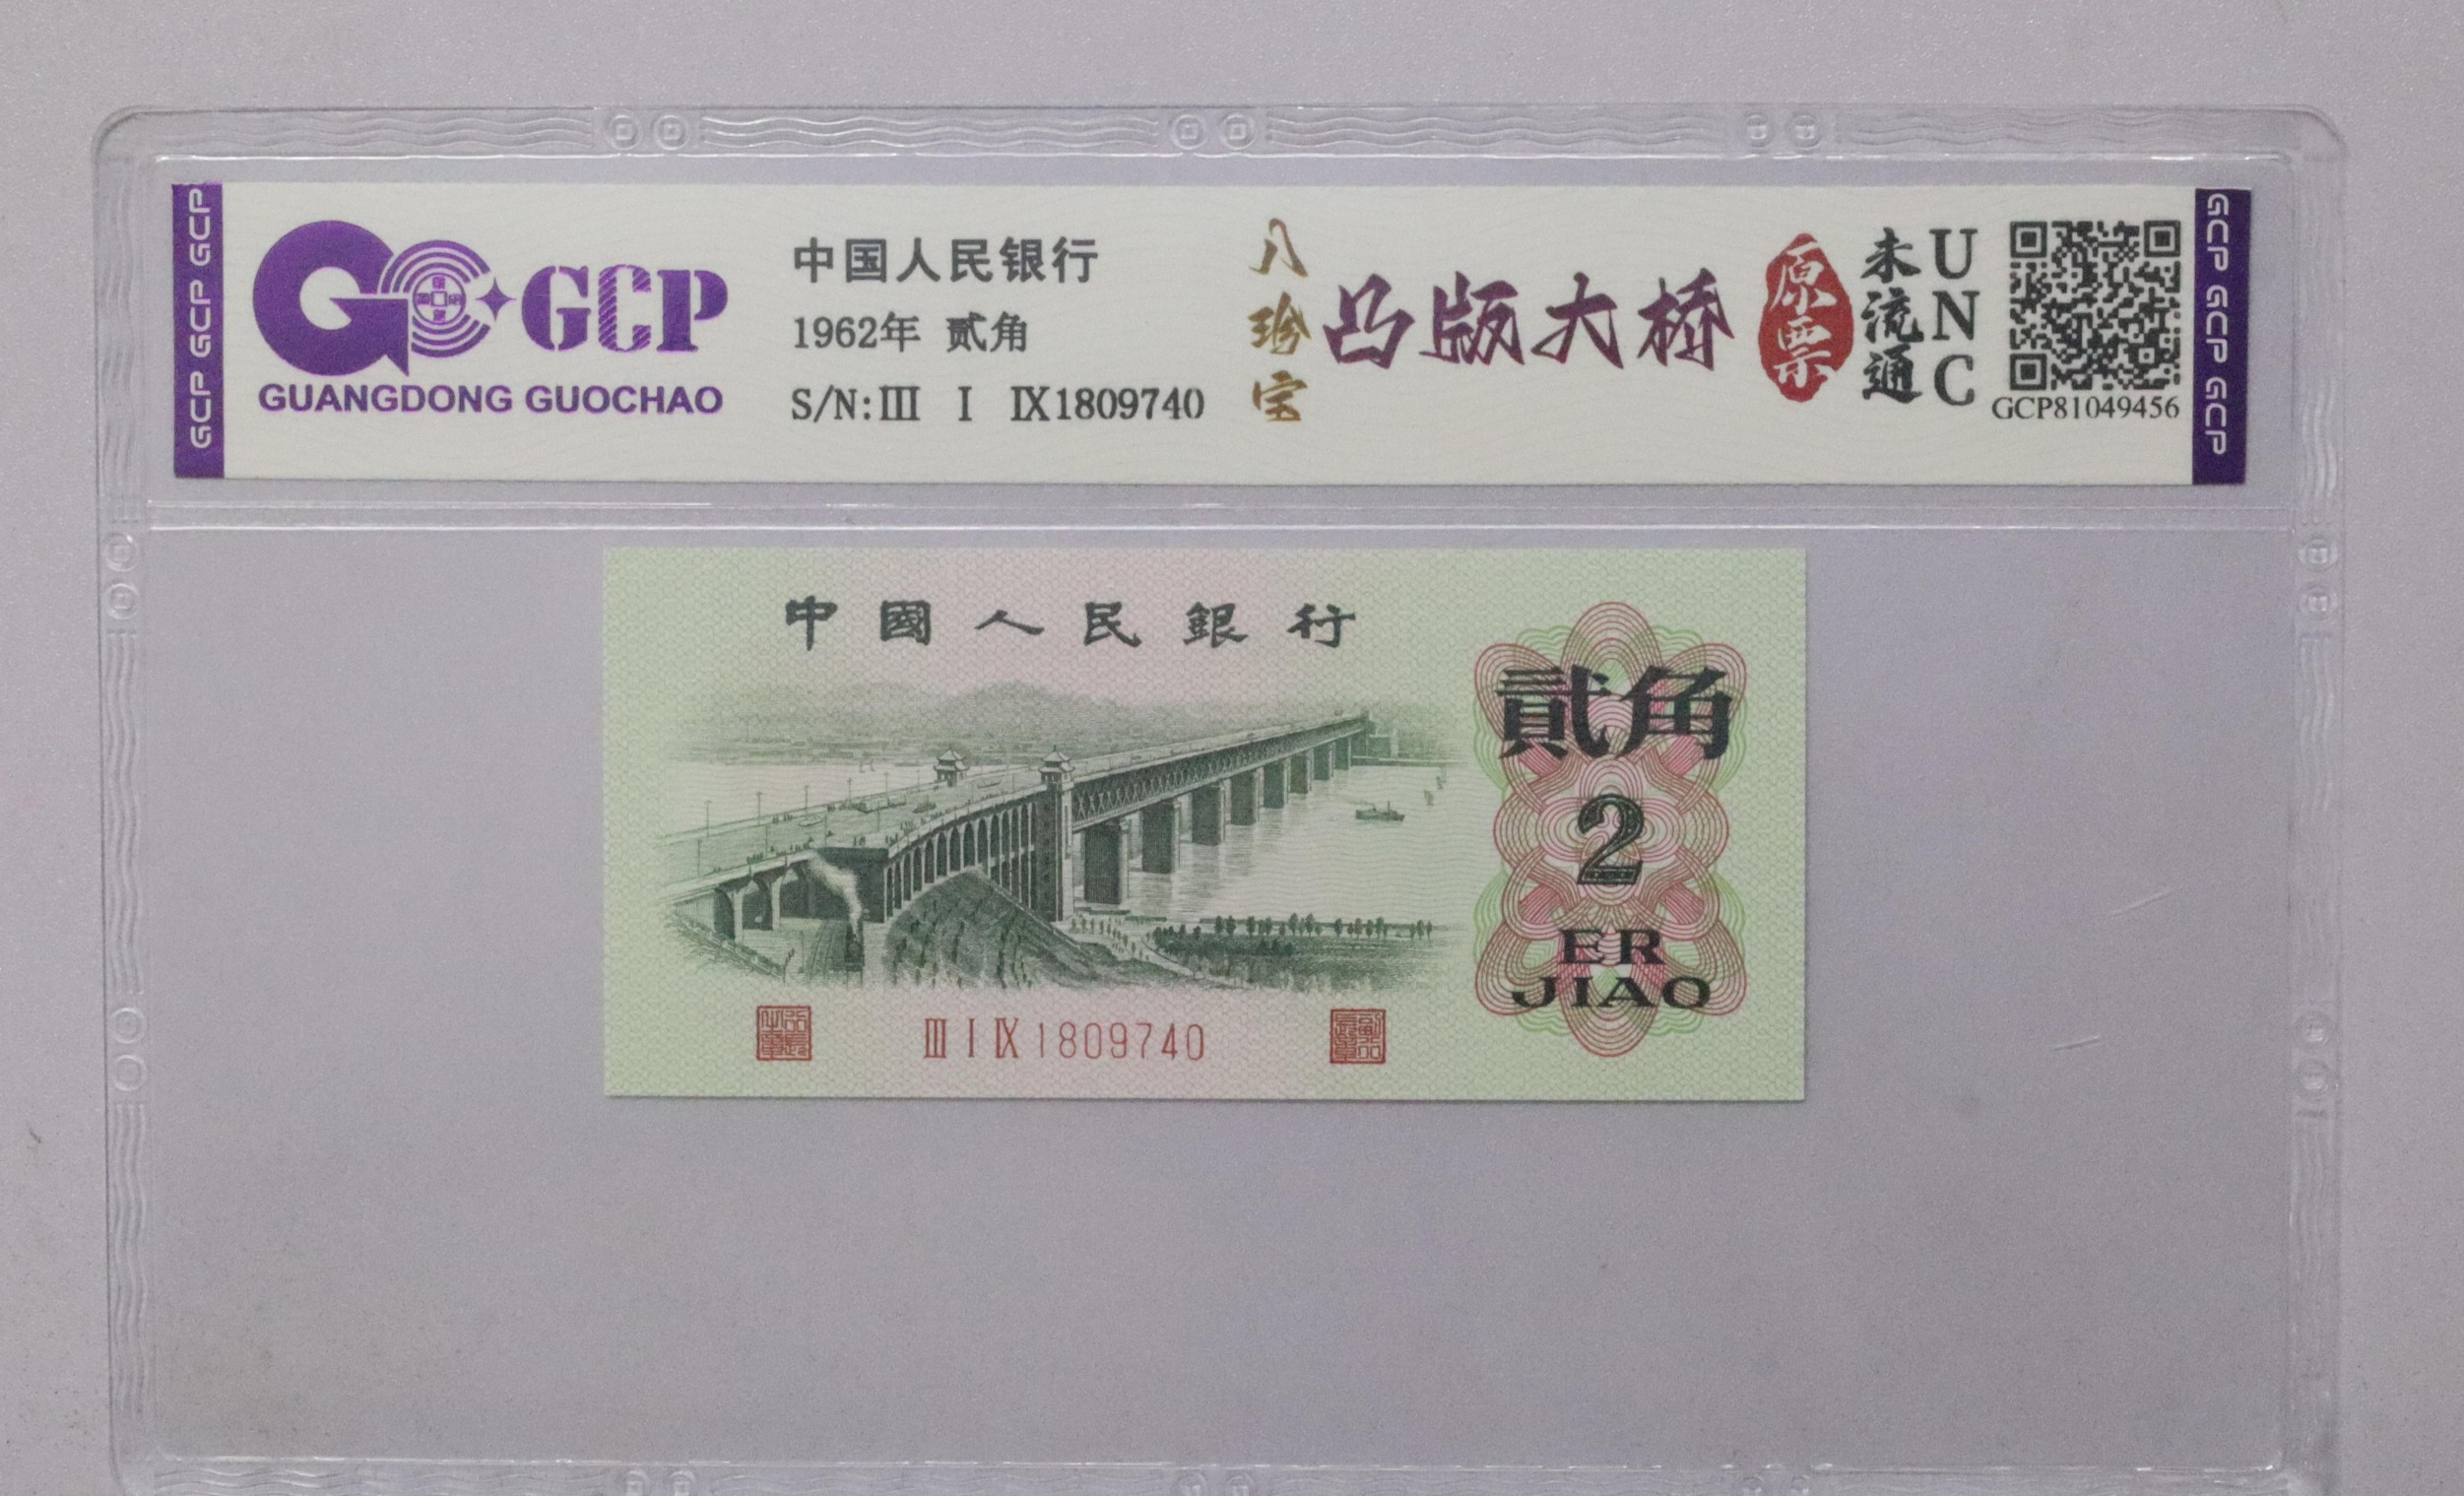 GCP GCP GCP
GCP
GUANGDONG GUOCHAO
中国人民银行
1962年 贰角
S/N:Ⅲ Ⅰ Ⅸ1809740
八珍宝
凸版大桥
原票
未流通
UNC
GCP81049456
GCP GCP GCP
中國人民銀行
貳角
2
ER
JIAO
Ⅲ Ⅰ Ⅸ 1809740